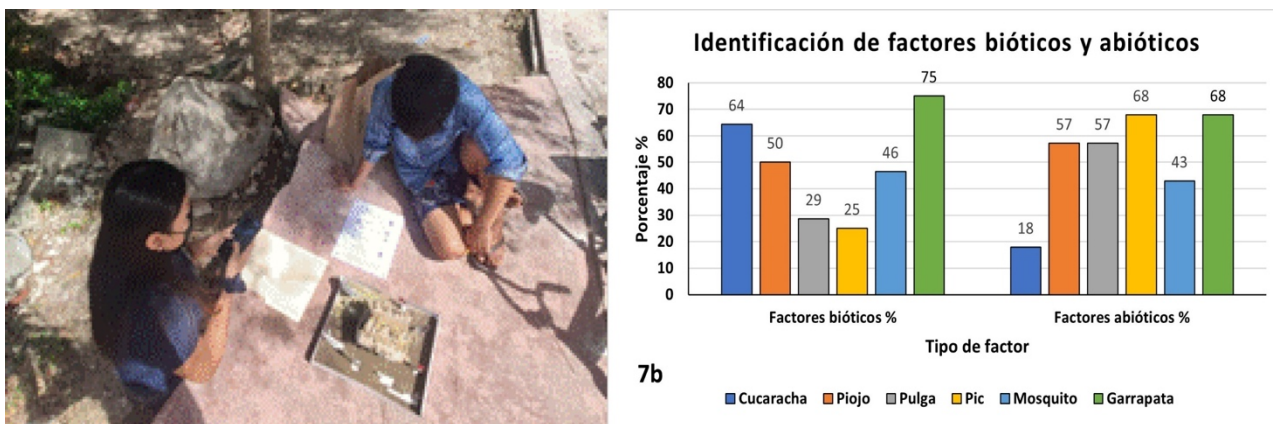 Identificación de factores bióticos y abióticos
Porcentaje %
80
70
60
50
40
30
20
10
0
64
50
29
25
46
75
18
57
57
68
43
68
Factores bióticos %
Factores abióticos %
Tipo de factor
7b
Cucaracha
Piojo
Pulga
Pic
Mosquito
Garrapata